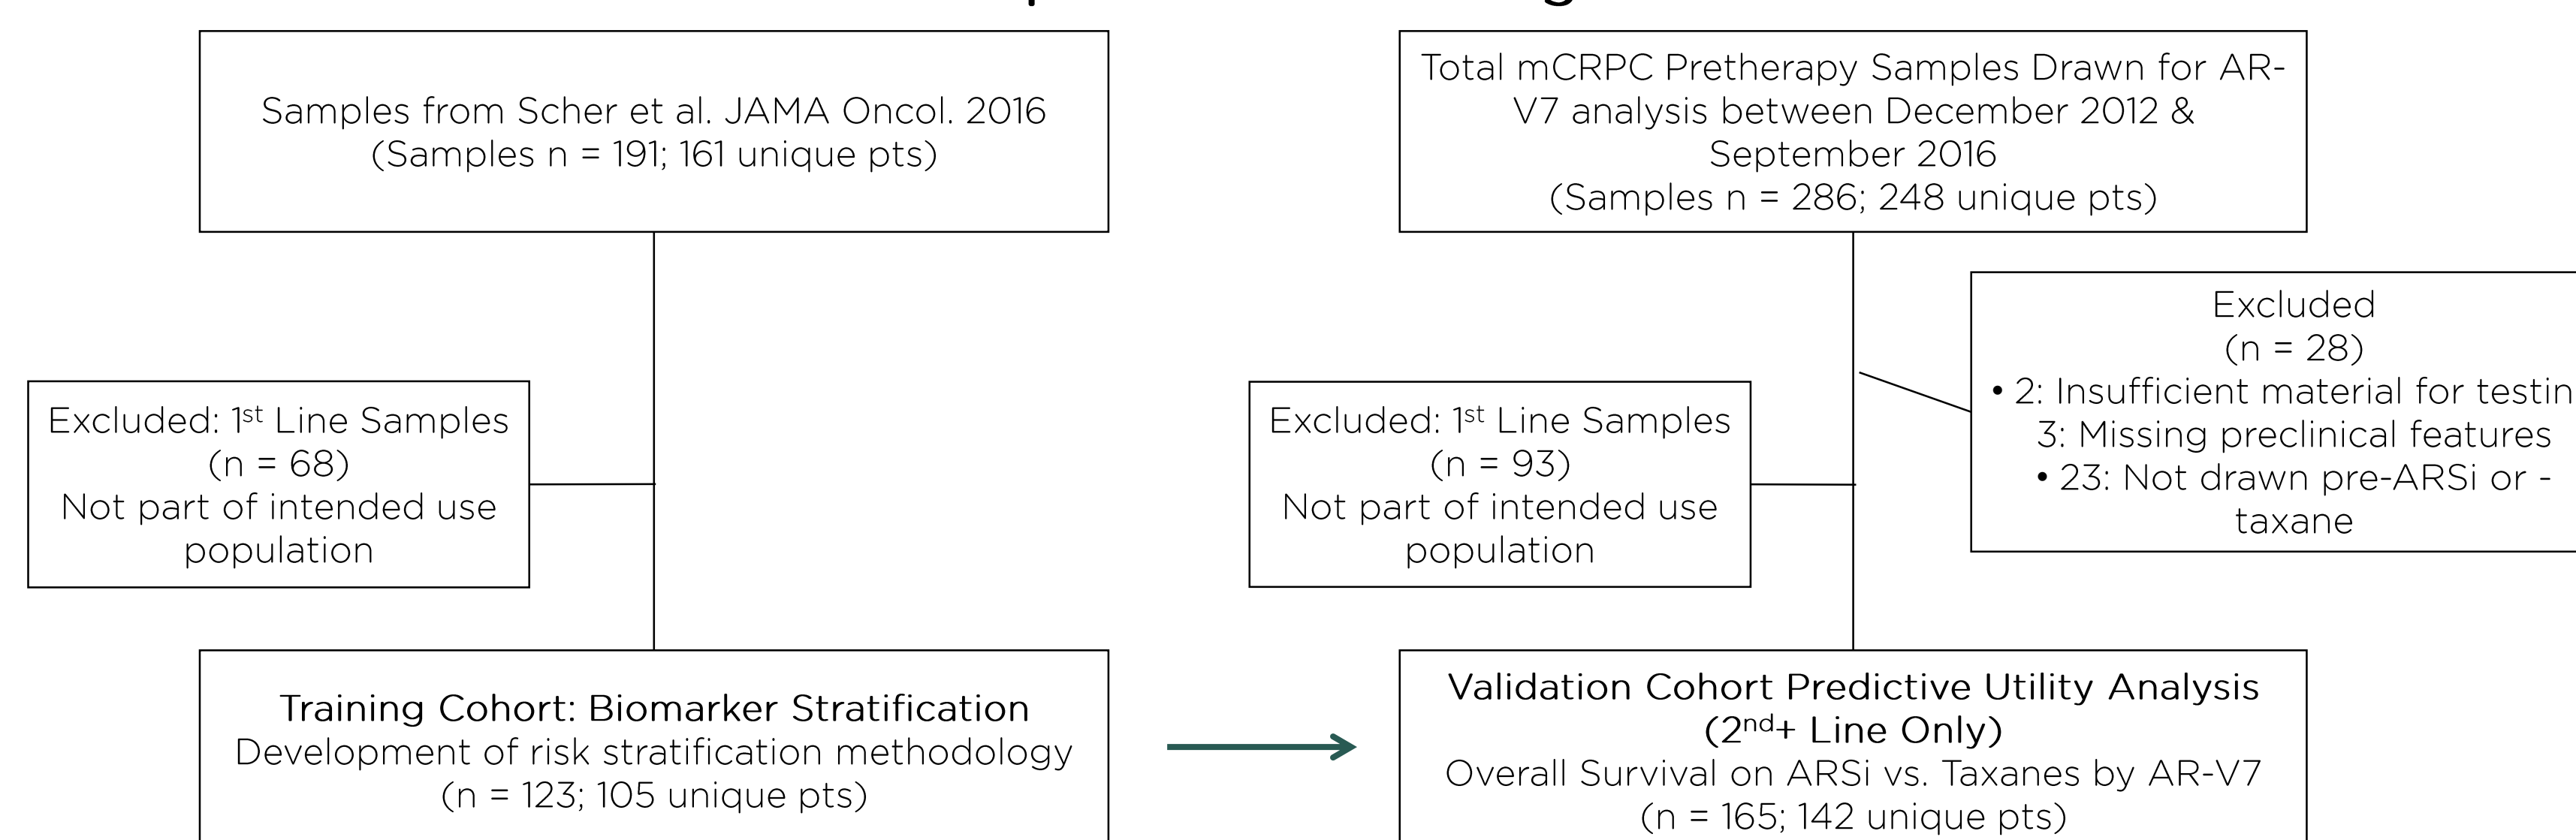 Samples from Scher et al. JAMA Oncol. 2016
(Samples n = 191; 161 unique pts)
Excluded: 1st Line Samples
(n = 68)
Not part of intended use
population
Training Cohort: Biomarker Stratification
Development of risk stratification methodology
(n = 123; 105 unique pts)
Total mCRPC Pretherapy Samples Drawn for AR-
V7 analysis between December 2012 &
September 2016
(Samples n = 286; 248 unique pts)
Excluded
(n = 28)
• 2: Insufficient material for testin
3: Missing preclinical features
• 23: Not drawn pre-ARSi or -
taxane
Excluded: 1st Line Samples
(n = 93)
Not part of intended use
population
Validation Cohort Predictive Utility Analysis
(2nd+ Line Only)
Overall Survival on ARSi vs. Taxanes by AR-V7
(n = 165; 142 unique pts)